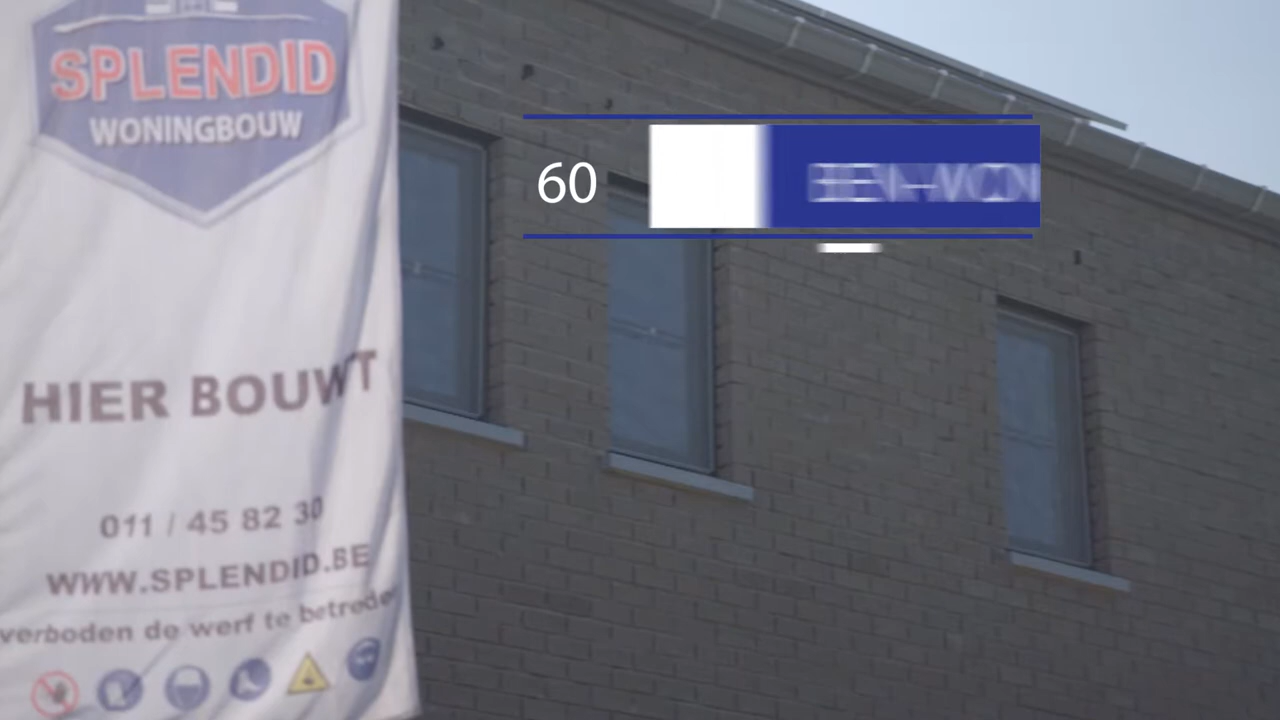 SPLENDID
WONINGBOUW
60
HIER BOUWT
011 / 45 82 30
WWW.SPLENDID.BE
verboden de werf te betreden